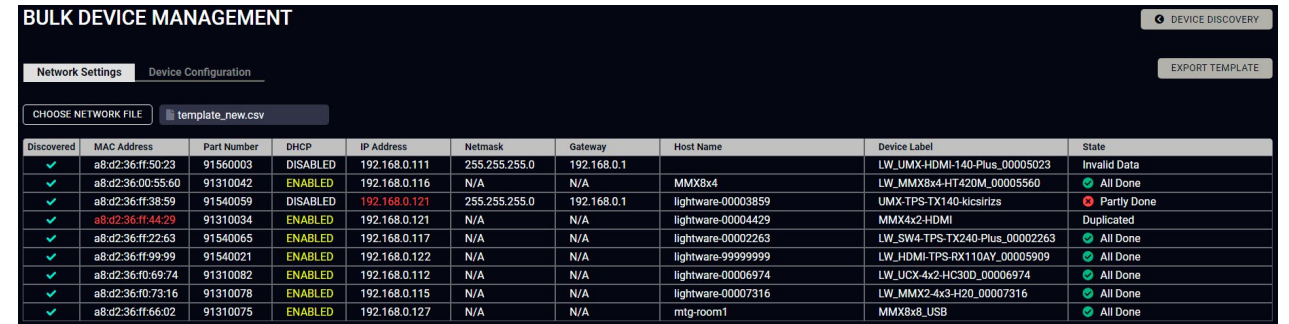 BULK DEVICE MANAGEMENT
DEVICE DISCOVERY
Network Settings Device Configuration
EXPORT TEMPLATE
CHOOSE NETWORK FILE template_new.csv
Discovered MAC Address Part Number DHCP IP Address Netmask Gateway Host Name Device Label State
a8:d2:36:ff:50:23 91560003 DISABLED 192.168.0.111 255.255.255.0 192.168.0.1 LW_UMX-HDMI-140-Plus_00005023 Invalid Data
a8:d2:36:00:55:60 91310042 ENABLED 192.168.0.116 N/A N/A MMX8x4 LW_MMX8x4-HT420M_00005560 All Done
a8:d2:36:ff:38:59 91540059 DISABLED 192.168.0.121 255.255.255.0 192.168.0.1 lightware-00003859 UMX-TPS-TX140-kicsirizs Partly Done
a8:d2:36:ff:44:29 91310034 ENABLED 192.168.0.121 N/A N/A lightware-00004429 MMX4x2-HDMI Duplicated
a8:d2:36:ff:22:63 91540065 ENABLED 192.168.0.117 N/A N/A lightware-00002263 LW_SW4-TPS-TX240-Plus_00002263 All Done
a8:d2:36:ff:99:99 91540021 ENABLED 192.168.0.122 N/A N/A lightware-99999999 LW_HDMI-TPS-RX110AY_00005909 All Done
a8:d2:36:f0:69:74 91310082 ENABLED 192.168.0.112 N/A N/A lightware-00006974 LW_UCX-4x2-HC30D_00006974 All Done
a8:d2:36:f0:73:16 91310078 ENABLED 192.168.0.115 N/A N/A lightware-00007316 LW_MMX2-4x3-H20_00007316 All Done
a8:d2:36:ff:66:02 91310075 ENABLED 192.168.0.127 N/A N/A mtg-room1 MMX8x8_USB All Done